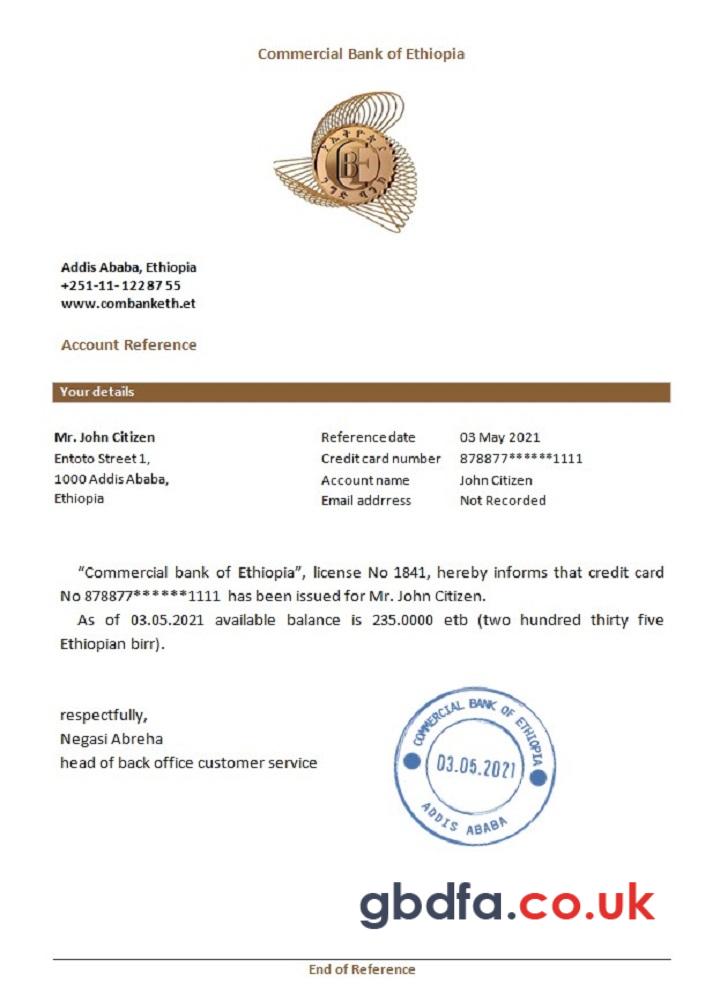 Commercial Bank of Ethiopia
CBE
Addis Ababa, Ethiopia
+251-11-1228755
www.combanketh.et
Account Reference
Your details
Mr. John Citizen
Entoto Street 1,
1000 Addis Ababa,
Ethiopia
Reference date 03 May 2021
Credit card number 878877******1111
Account name John Citizen
Email addrress Not Recorded
“Commercial bank of Ethiopia”, license No 1841, hereby informs that credit card
No 878877******1111 has been issued for Mr. John Citizen.
As of 03.05.2021 available balance is 235.0000 etb (two hundred thirty five
Ethiopian birr).
respectfully,
Negasi Abreha
head of back office customer service
COMMERCIAL BANK OF ETHIOPIA
03.05.2021
ADDIS ABABA
gbdfa.co.uk
End of Reference